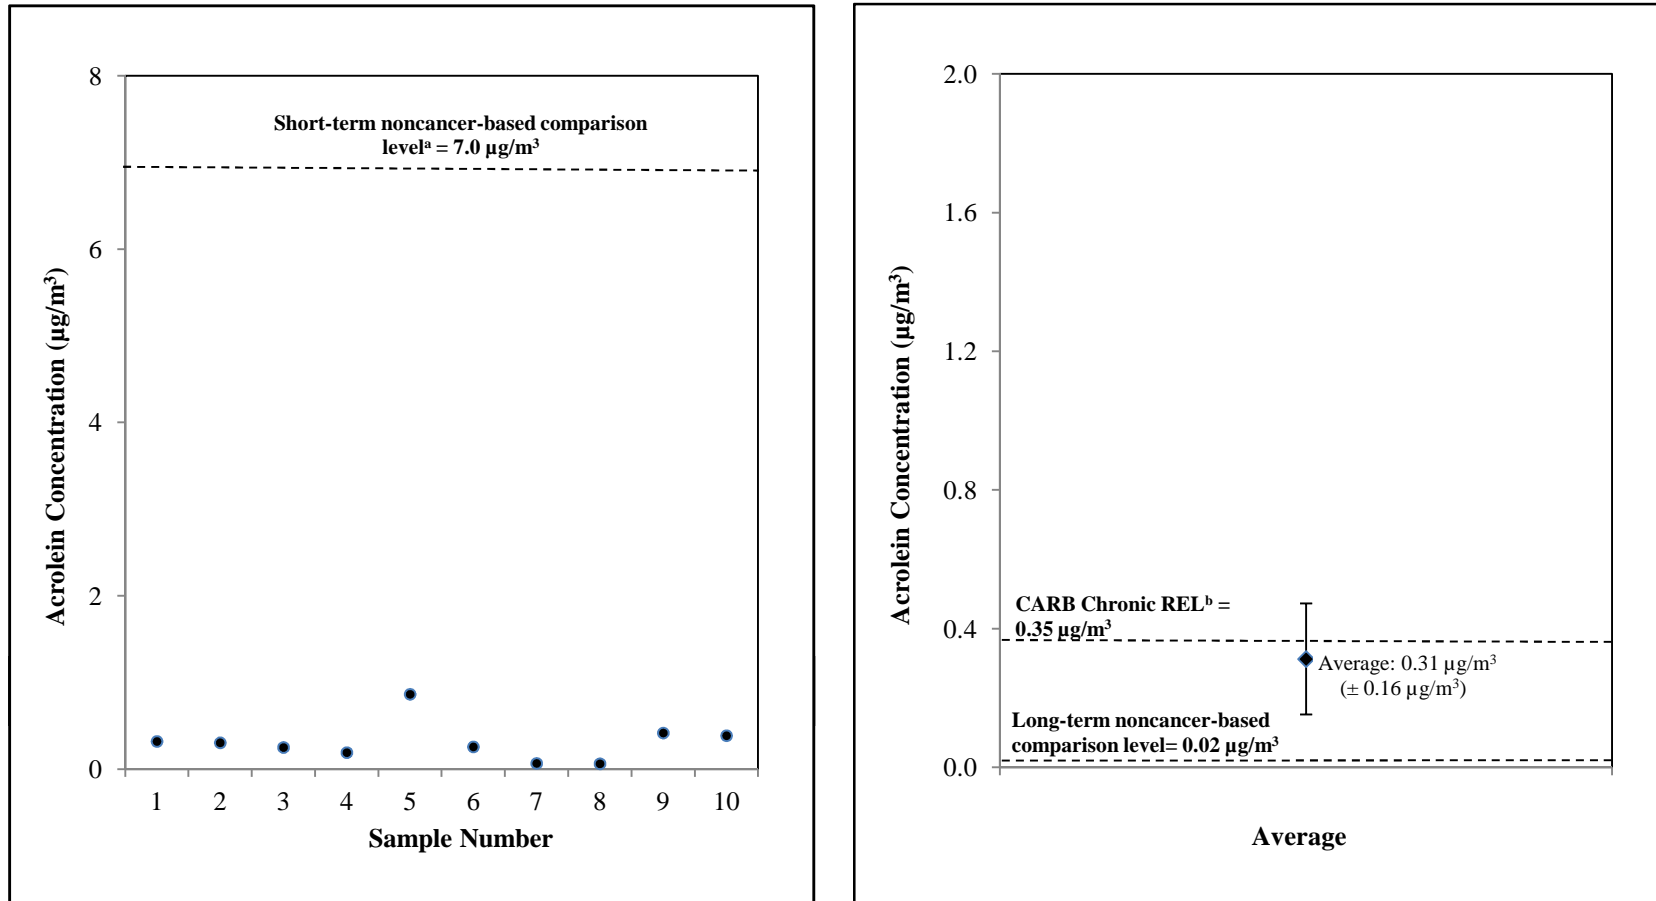 8
6
4
2
0
Acrolein Concentration (µg/m³)
Short-term noncancer-based comparison
levelᵃ = 7.0 µg/m³
1 2 3 4 5 6 7 8 9 10
Sample Number
2.0
1.6
1.2
0.8
0.4
0.0
Acrolein Concentration (µg/m³)
CARB Chronic RELᵇ =
0.35 µg/m³
Average: 0.31 µg/m³
(± 0.16 µg/m³)
Long-term noncancer-based
comparison level= 0.02 µg/m³
Average